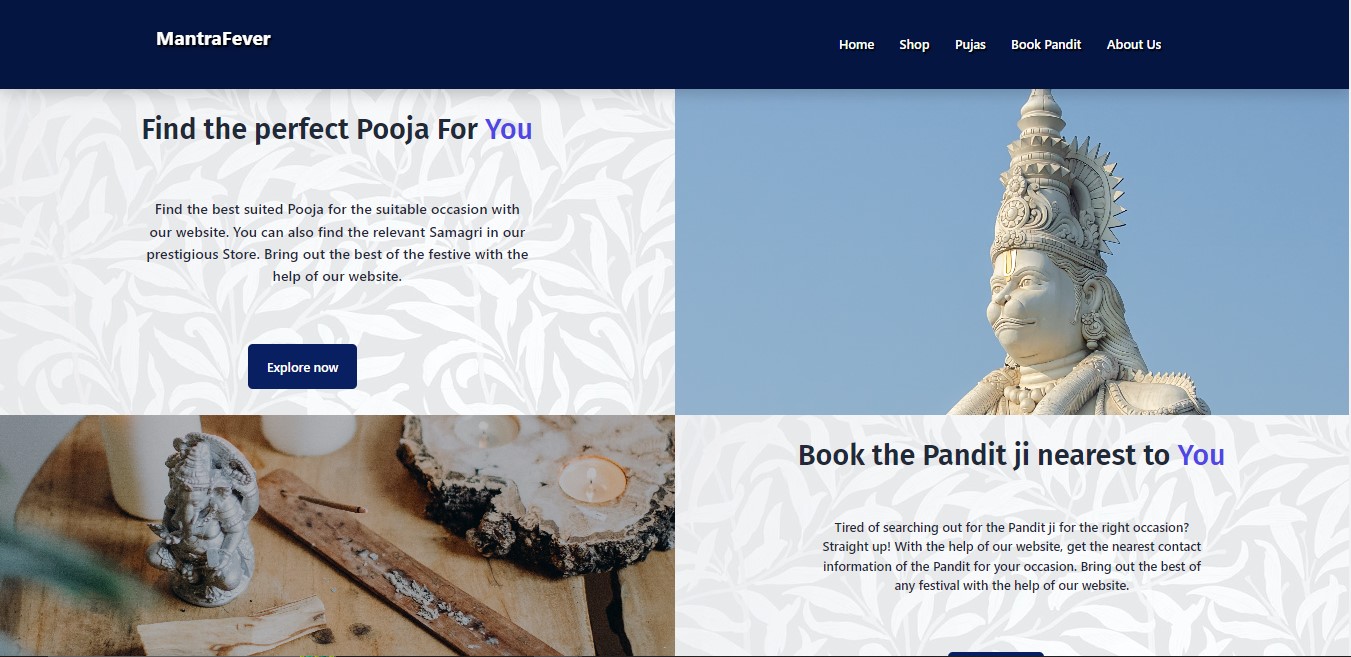 MantraFever
Home Shop Pujas Book Pandit About Us
Find the perfect Pooja For You
Find the best suited Pooja for the suitable occasion with
our website. You can also find the relevant Samagri in our
prestigious Store. Bring out the best of the festive with the
help of our website.
Explore now
Book the Pandit ji nearest to You
Tired of searching out for the Pandit ji for the right occasion?
Straight up! With the help of our website, get the nearest contact
information of the Pandit for your occasion. Bring out the best of
any festival with the help of our website.